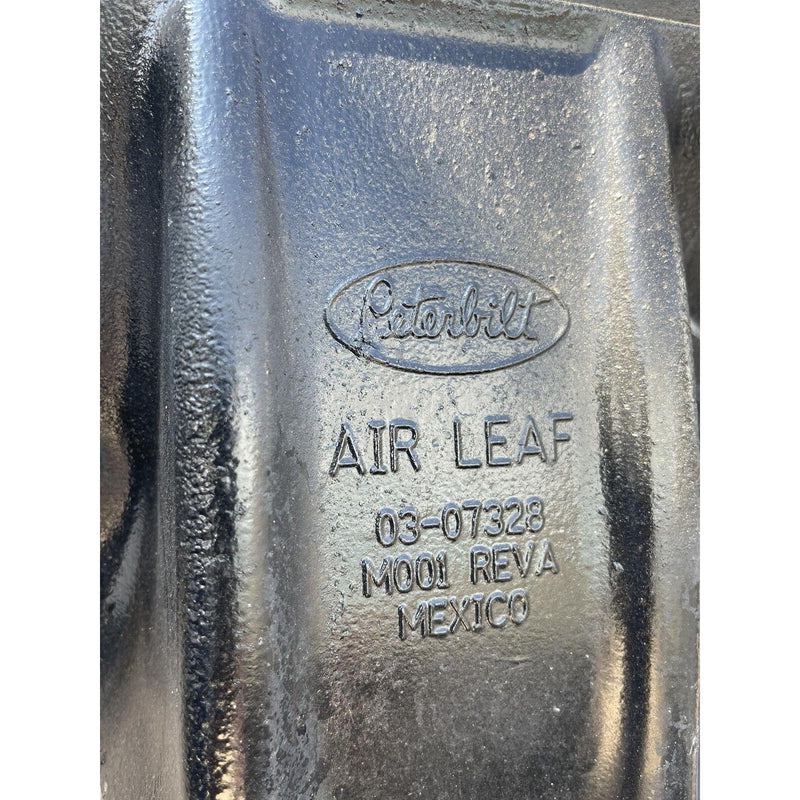 Peterbilt
AIR LEAF
03-07328
M001 REVA
MEXICO